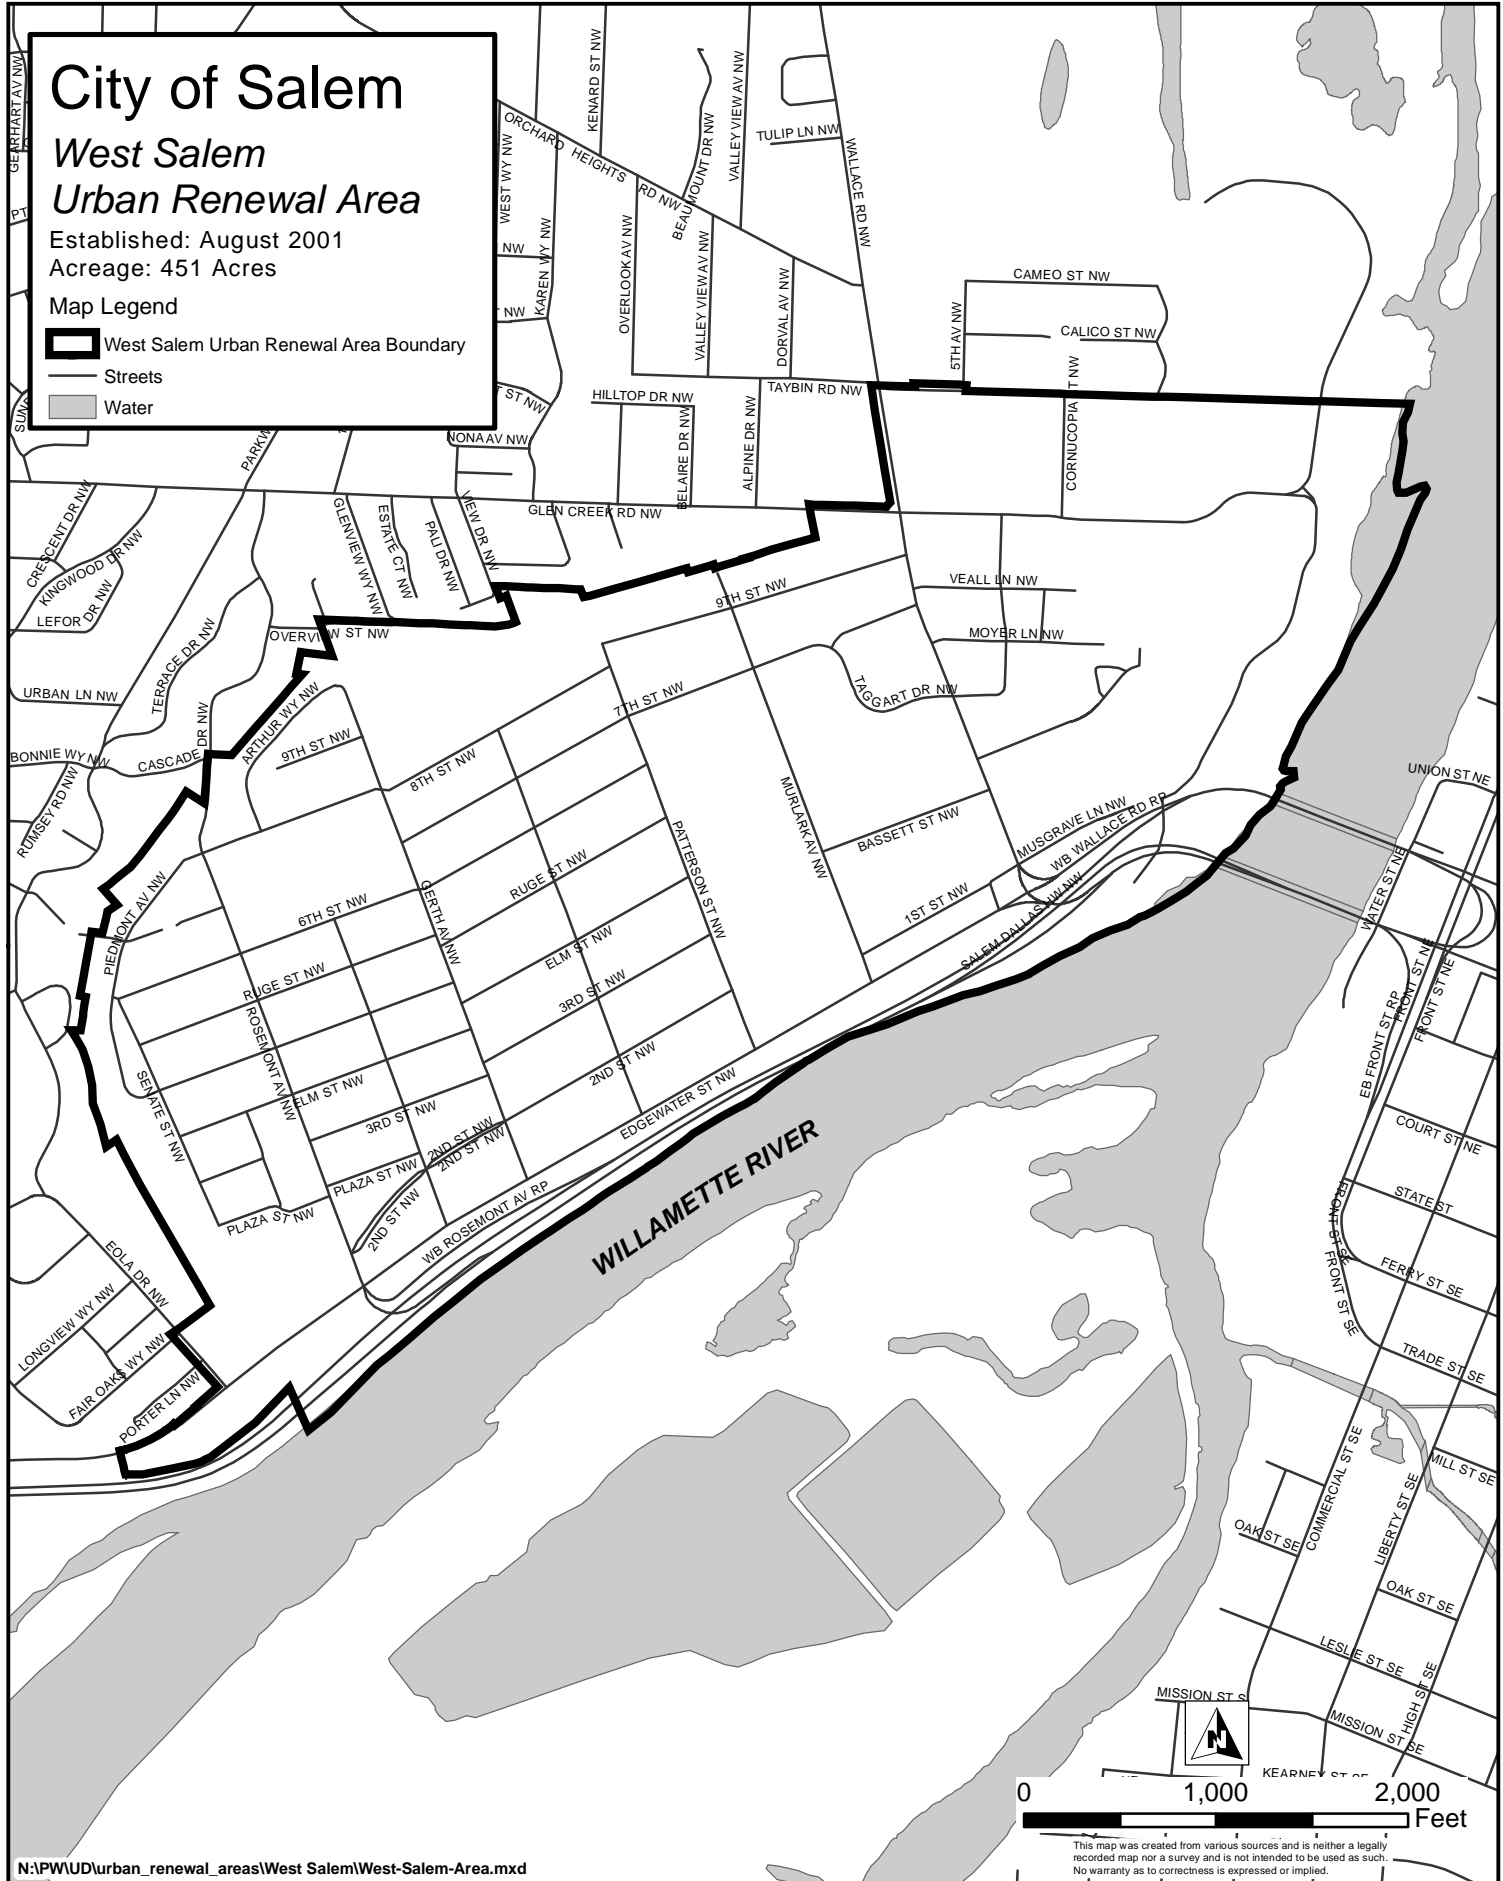 City of Salem
West Salem
Urban Renewal Area
Established: August 2001
Acreage: 451 Acres
Map Legend
West Salem Urban Renewal Area Boundary
Streets
Water
GEARHART AV NW
KENARD ST NW
ORCHARD HEIGHTS RD NW
WEST WY NW
BEAUMOUNT DR NW
VALLEY VIEW AV NW
TULIP LN NW
WALLACE RD NW
NW
KAREN WY NW
OVERLOOK AV NW
VALLEY VIEW AV NW
DORVAL AV NW
5TH AV NW
CAMEO ST NW
CALICO ST NW
CORNUCOPIA ST NW
TAYBIN RD NW
HILLTOP DR NW
BELAIRE DR NW
ALPINE DR NW
NONA AV NW
GLEN CREEK RD NW
CRESCENT DR NW
KINGWOOD DR NW
LEFOR DR NW
GLENVIEW WY NW
ESTATE CT NW
PALI DR NW
VIEW DR NW
OVERVIW ST NW
TERRACE DR NW
URBAN LN NW
BONNIE WY NW
CASCADE DR NW
RUMSEY RD NW
ARTHUR WY NW
9TH ST NW
9TH ST NW
VEALL LN NW
MOYER LN NW
TAGGART DR NW
7TH ST NW
8TH ST NW
MURLARK AV NW
PATTERSON ST NW
BASSETT ST NW
MUSGRAVE LN NW
WB WALLACE RD RP
1ST ST NW
SALEM DALLAS HW NW
UNION ST NE
WATER ST NE
PIEDMONT AV NW
6TH ST NW
GERTH AV NW
RUGE ST NW
RUGE ST NW
ELM ST NW
3RD ST NW
2ND ST NW
EDGEWATER ST NW
ROSEMONT AV NW
SENATE ST NW
ELM ST NW
3RD ST NW
2ND ST NW
2ND ST NW
PLAZA ST NW
PLAZA ST NW
2ND ST NW
WB ROSEMONT AV RP
WILLAMETTE RIVER
EOLA DR NW
LONGVIEW WY NW
FAIR OAKS WY NW
PORTER LN NW
FRONT ST NE
FRONT ST NE
EB FRONT ST RP
COURT ST NE
STATE ST
FRONT ST SE
FRONT ST SE
FERRY ST SE
TRADE ST SE
COMMERCIAL ST SE
LIBERTY ST SE
MILL ST SE
OAK ST SE
OAK ST SE
LESLIE ST SE
HIGH ST SE
MISSION ST S
MISSION ST SE
KEARNEY ST SE
N
0 1,000 2,000
Feet
This map was created from various sources and is neither a legally
recorded map nor a survey and is not intended to be used as such.
No warranty as to correctness is expressed or implied.
N:\PW\UD\urban_renewal_areas\West Salem\West-Salem-Area.mxd